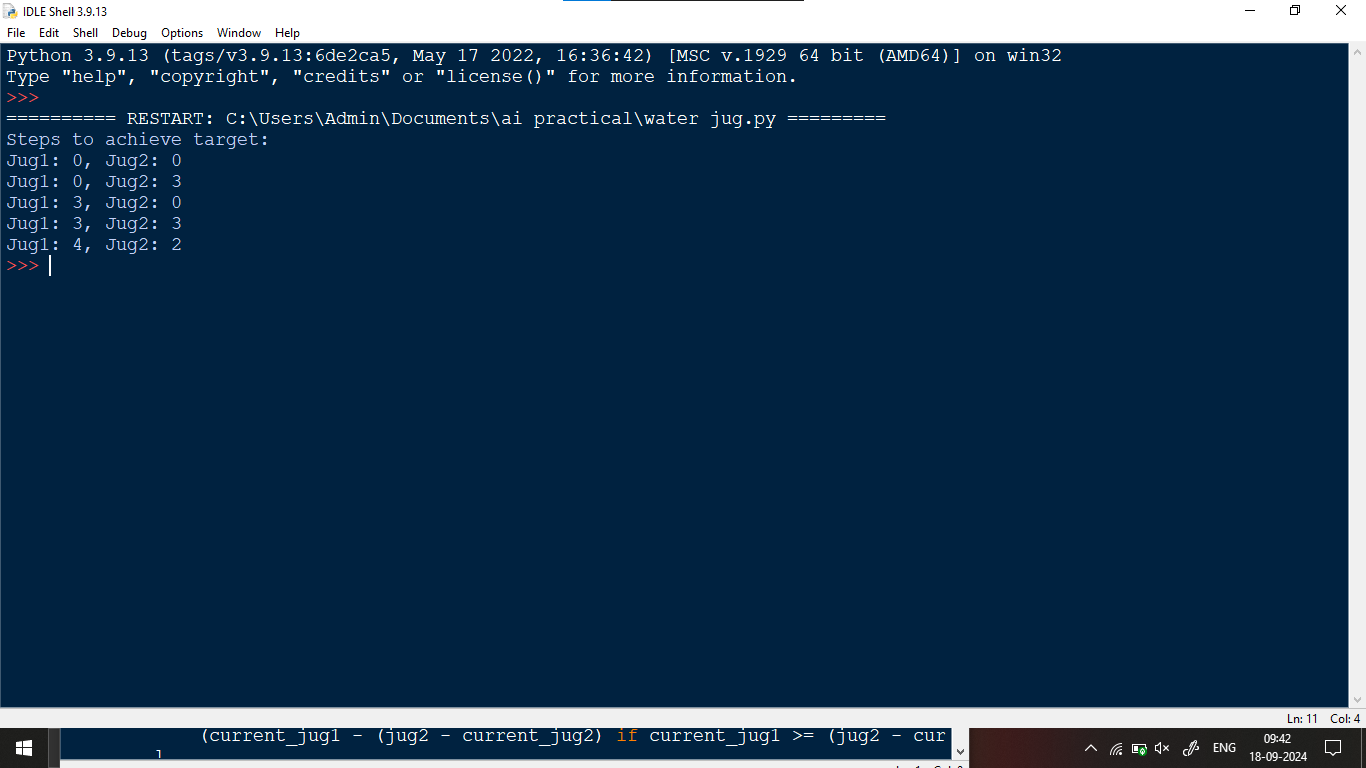 IDLE Shell 3.9.13
File Edit Shell Debug Options Window Help
Python 3.9.13 (tags/v3.9.13:6de2ca5, May 17 2022, 16:36:42) [MSC v.1929 64 bit (AMD64)] on win32
Type "help", "copyright", "credits" or "license()" for more information.
>>>
========== RESTART: C:\Users\Admin\Documents\ai practical\water jug.py =========
Steps to achieve target:
Jug1: 0, Jug2: 0
Jug1: 0, Jug2: 3
Jug1: 3, Jug2: 0
Jug1: 3, Jug2: 3
Jug1: 4, Jug2: 2
>>>
Ln: 11 Col: 4
(current_jug1 - (jug2 - current_jug2) if current_jug1 >= (jug2 - cur
ENG
09:42
18-09-2024